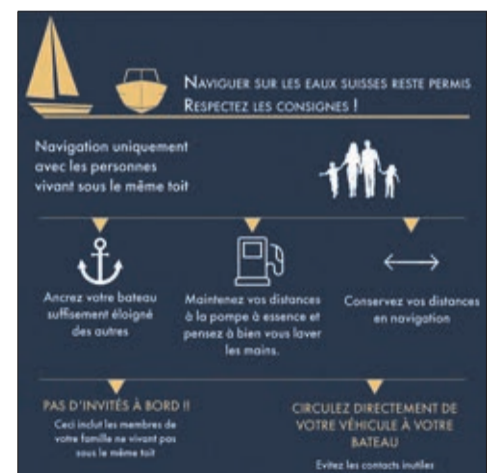 NAVIGUER SUR LES EAUX SUISSES RESTE PERMIS
RESPECTEZ LES CONSIGNES !
Navigation uniquement
avec les personnes
vivant sous le même toit
Ancrez votre bateau
suffisement éloigné
des autres
Maintenez vos distances
à la pompe à essence et
pensez à bien vous laver
les mains.
Conservez vos distances
en navigation
PAS D'INVITÉS À BORD !!
Ceci inclut les membres de
votre famille ne vivant pas
sous le même toit
CIRCULEZ DIRECTEMENT DE
VOTRE VÉHICULE À VOTRE
BATEAU
Evitez les contacts inutiles